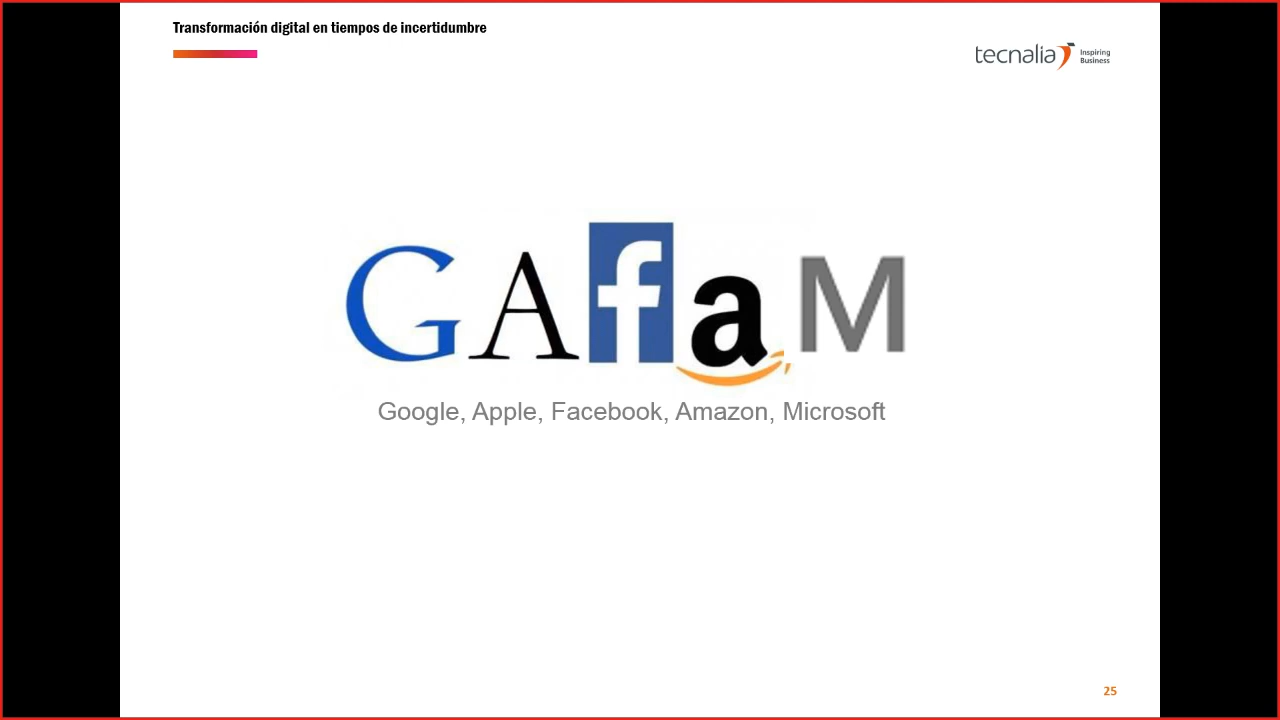 Transformación digital en tiempos de incertidumbre
tecnalia Inspiring
Business
GAfaM
Google, Apple, Facebook, Amazon, Microsoft
25